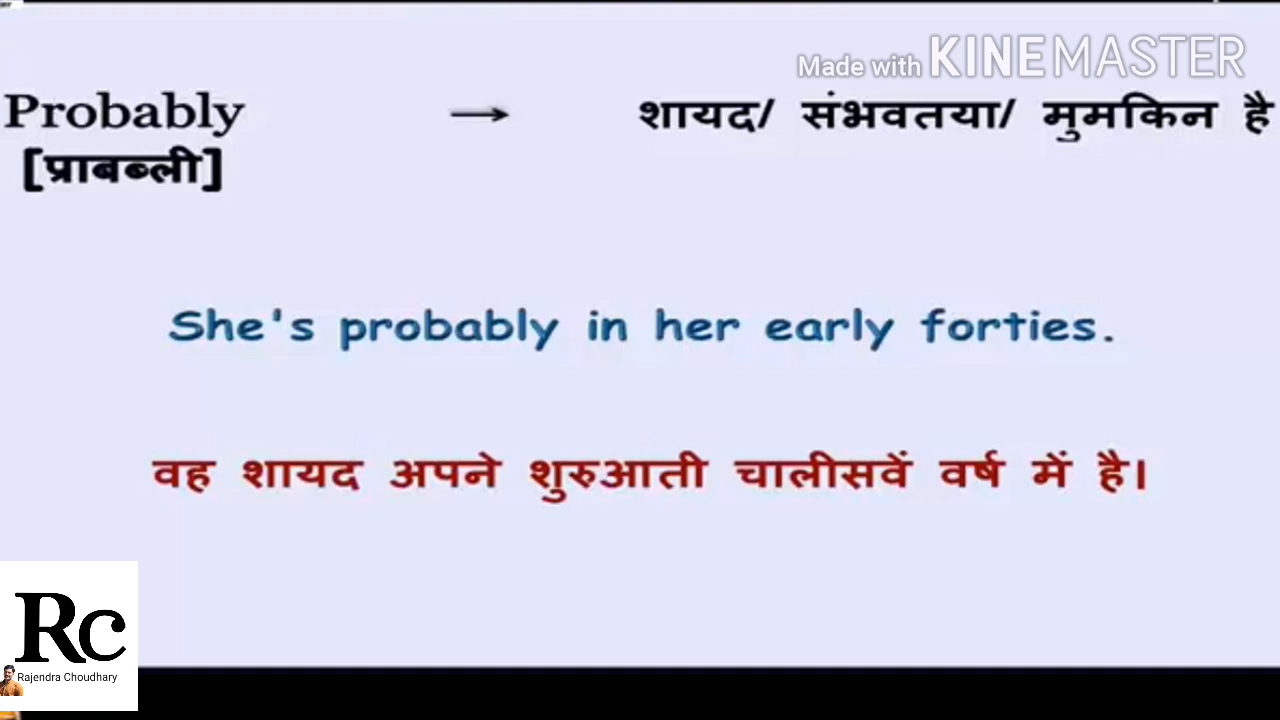 Made with KINEMASTER
Probably → शायद/ संभवतया/ मुमकिन है
[प्राबब्ली]
She's probably in her early forties.
वह शायद अपने शुरुआती चालीसवें वर्ष में है।
Rc
Rajendra Choudhary